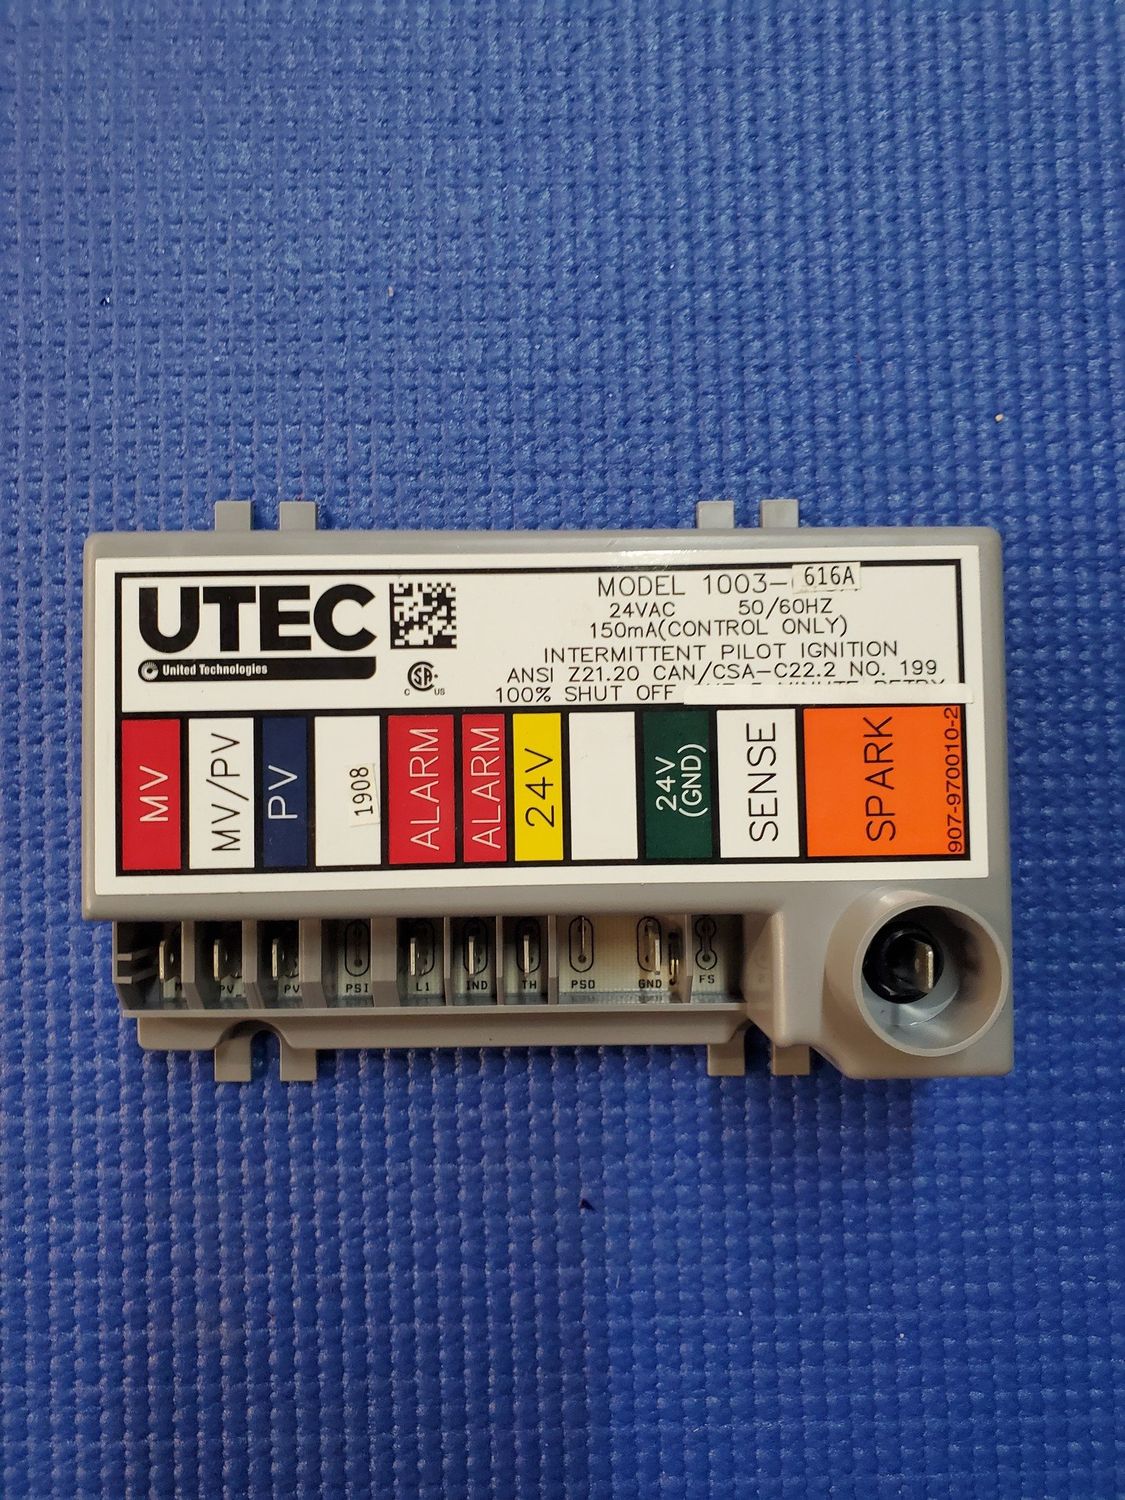 UTEC
United Technologies
C US
MODEL 1003-616A
24VAC 50/60HZ
150mA(CONTROL ONLY)
INTERMITTENT PILOT IGNITION
ANSI Z21.20 CAN/CSA-C22.2 NO. 199
100% SHUT OFF
MV
MV/PV
PV
1908
ALARM
ALARM
24V
24V
(GND)
SENSE
SPARK
907-970010-2
PV
PV
PSI
L1
IND
TH
PSO
GND
FS